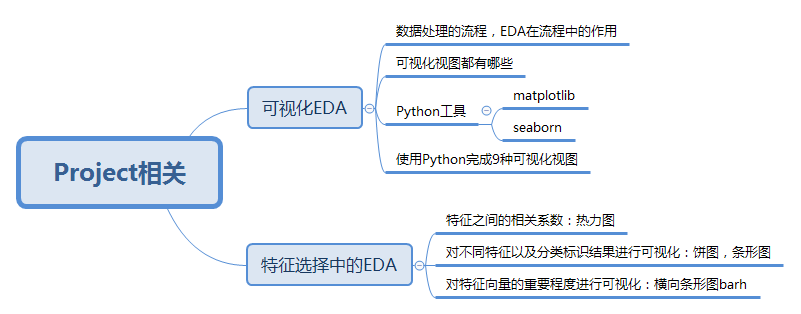 Project相关
可视化EDA
数据处理的流程，EDA在流程中的作用
可视化视图都有哪些
Python工具
matplotlib
seaborn
使用Python完成9种可视化视图
特征选择中的EDA
特征之间的相关系数：热力图
对不同特征以及分类标识结果进行可视化：饼图，条形图
对特征向量的重要程度进行可视化：横向条形图barh